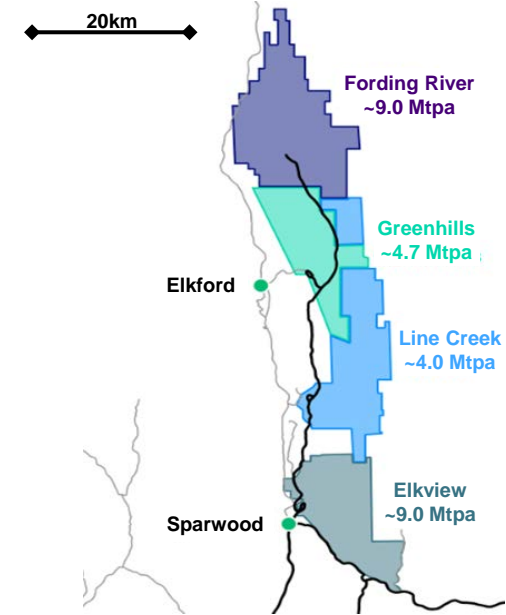 20km
Fording River
~9.0 Mtpa
Greenhills
~4.7 Mtpa
Elkford
Line Creek
~4.0 Mtpa
Elkview
~9.0 Mtpa
Sparwood